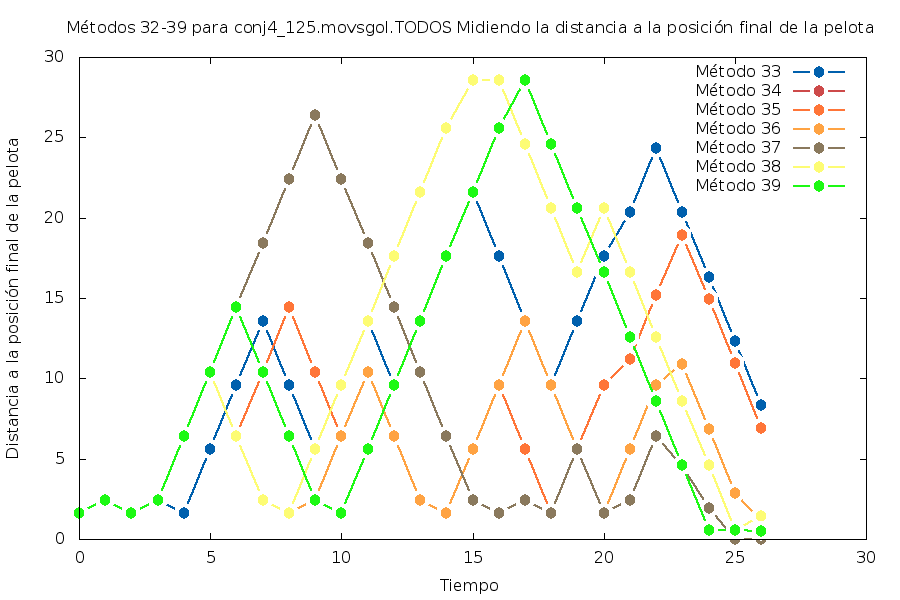 Métodos 32-39 para conj4_125.movsgol.TODOS Midiendo la distancia a la posición final de la pelota
30
25
20
15
10
5
0
Distancia a la posición final de la pelota
Método 33
Método 34
Método 35
Método 36
Método 37
Método 38
Método 39
0 5 10 15 20 25 30
Tiempo